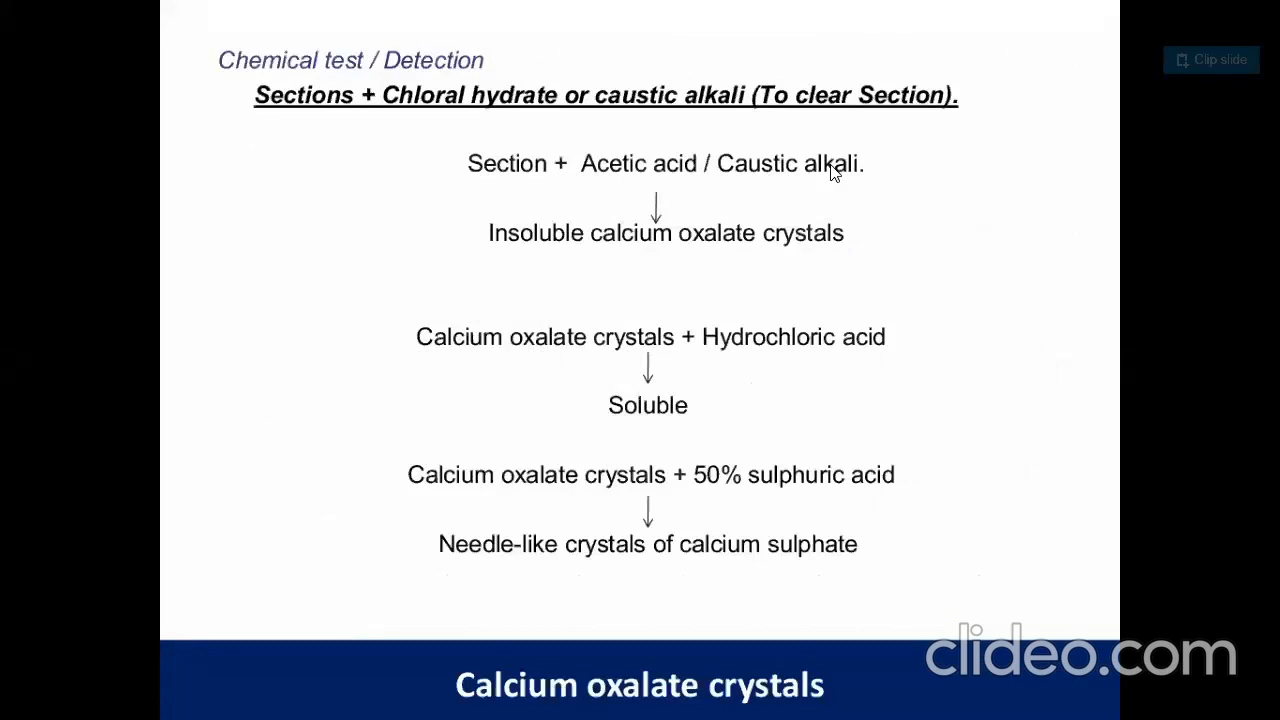 Chemical test / Detection
Clip slide
Sections + Chloral hydrate or caustic alkali (To clear Section).
Section + Acetic acid / Caustic alkali.
Insoluble calcium oxalate crystals
Calcium oxalate crystals + Hydrochloric acid
Soluble
Calcium oxalate crystals + 50% sulphuric acid
Needle-like crystals of calcium sulphate
clideo.com
Calcium oxalate crystals